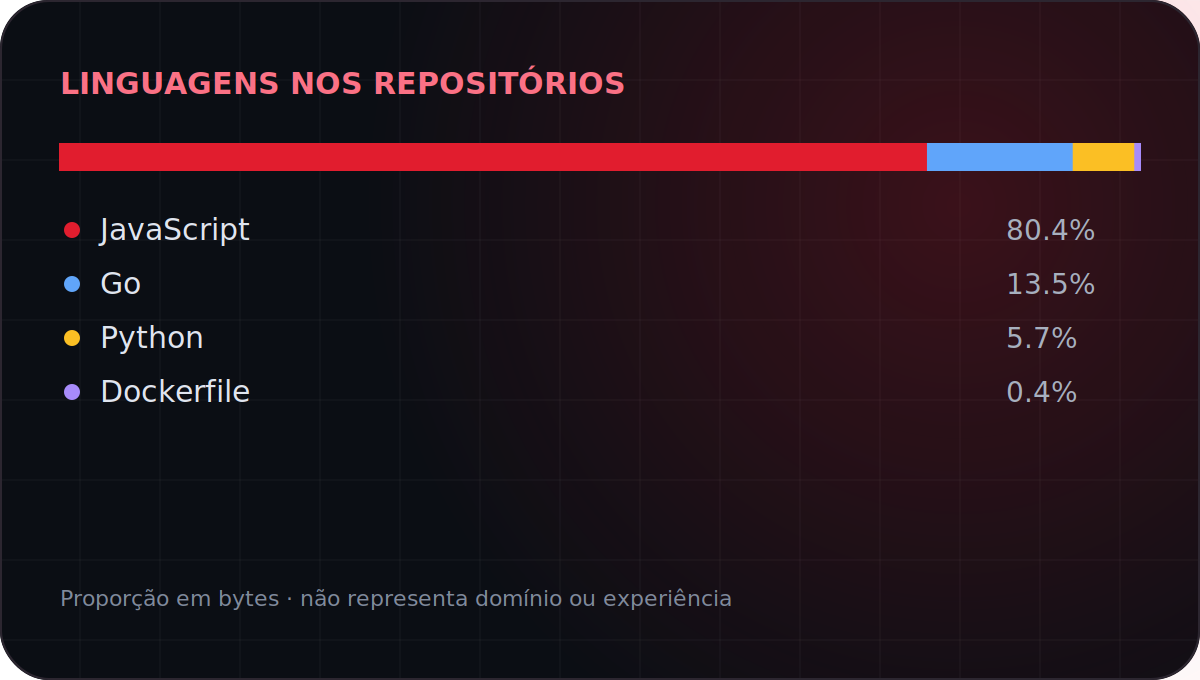 LINGUAGENS NOS REPOSITÓRIOS
JavaScript 80.4%
Go 13.5%
Python 5.7%
Dockerfile 0.4%
Proporção em bytes · não representa domínio ou experiência